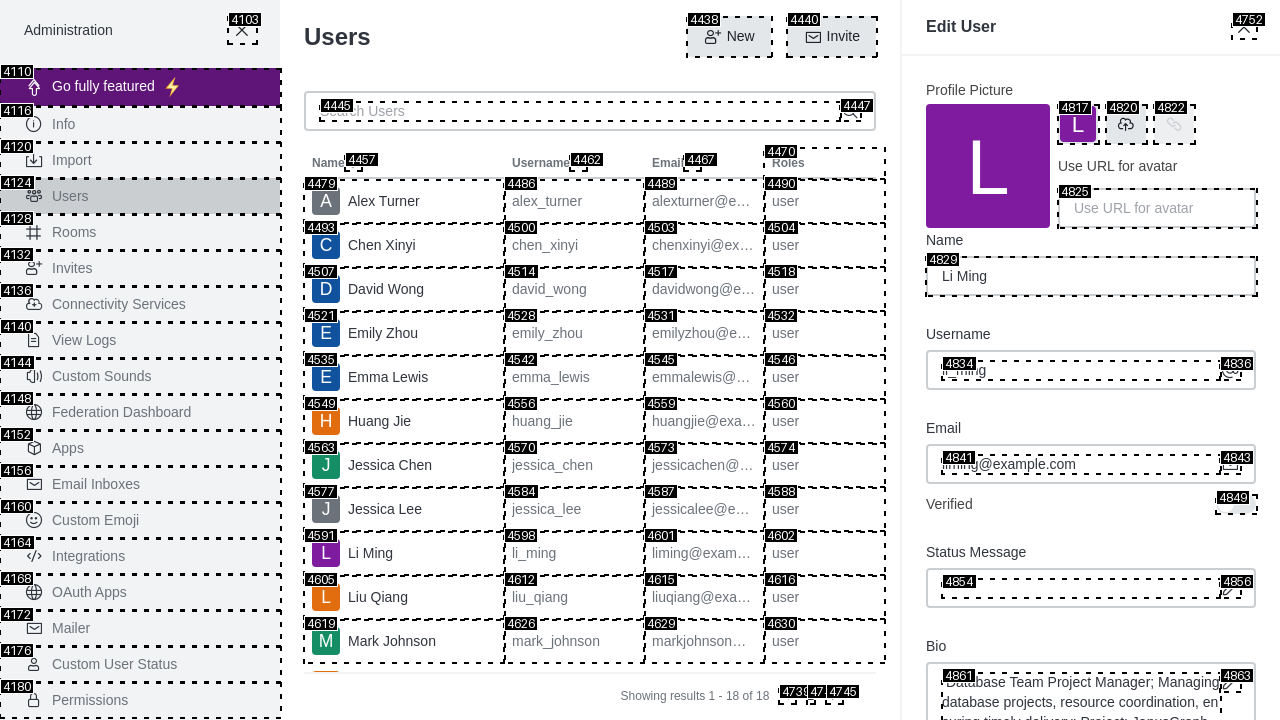 Administration
4103
4110
Go fully featured
4116
Info
4120
Import
4124
Users
4128
Rooms
4132
Invites
4136
Connectivity Services
4140
View Logs
4144
Custom Sounds
4148
Federation Dashboard
4152
Apps
4156
Email Inboxes
4160
Custom Emoji
4164
Integrations
4168
OAuth Apps
4172
Mailer
4176
Custom User Status
4180
Permissions
Users
4438
New
4440
Invite
4445
Search Users
4447
Name 4457 Username 4462 Email 4467 4470 Roles
4479 4486 4489 4490
A Alex Turner alex_turner alexturner@e… user
4493 4500 4503 4504
C Chen Xinyi chen_xinyi chenxinyi@ex… user
4507 4514 4517 4518
D David Wong david_wong davidwong@e… user
4521 4528 4531 4532
E Emily Zhou emily_zhou emilyzhou@e… user
4535 4542 4545 4546
E Emma Lewis emma_lewis emmalewis@… user
4549 4556 4559 4560
H Huang Jie huang_jie huangjie@exa… user
4563 4570 4573 4574
J Jessica Chen jessica_chen jessicachen@… user
4577 4584 4587 4588
J Jessica Lee jessica_lee jessicalee@e… user
4591 4598 4601 4602
L Li Ming li_ming liming@exam… user
4605 4612 4615 4616
L Liu Qiang liu_qiang liuqiang@exa… user
4619 4626 4629 4630
M Mark Johnson mark_johnson markjohnson… user
Showing results 1 - 18 of 18
4745
Edit User
4752
Profile Picture
L
4817 4820 4822
L
Use URL for avatar
4825
Use URL for avatar
Name
4829
Li Ming
Username
4834 4836
li_ming
Email
4841 4843
liming@example.com
Verified
4849
Status Message
4854 4856
Bio
4861 4863
Database Team Project Manager; Managing
database projects, resource coordination, en
suring timely delivery; Project: JanusGraph